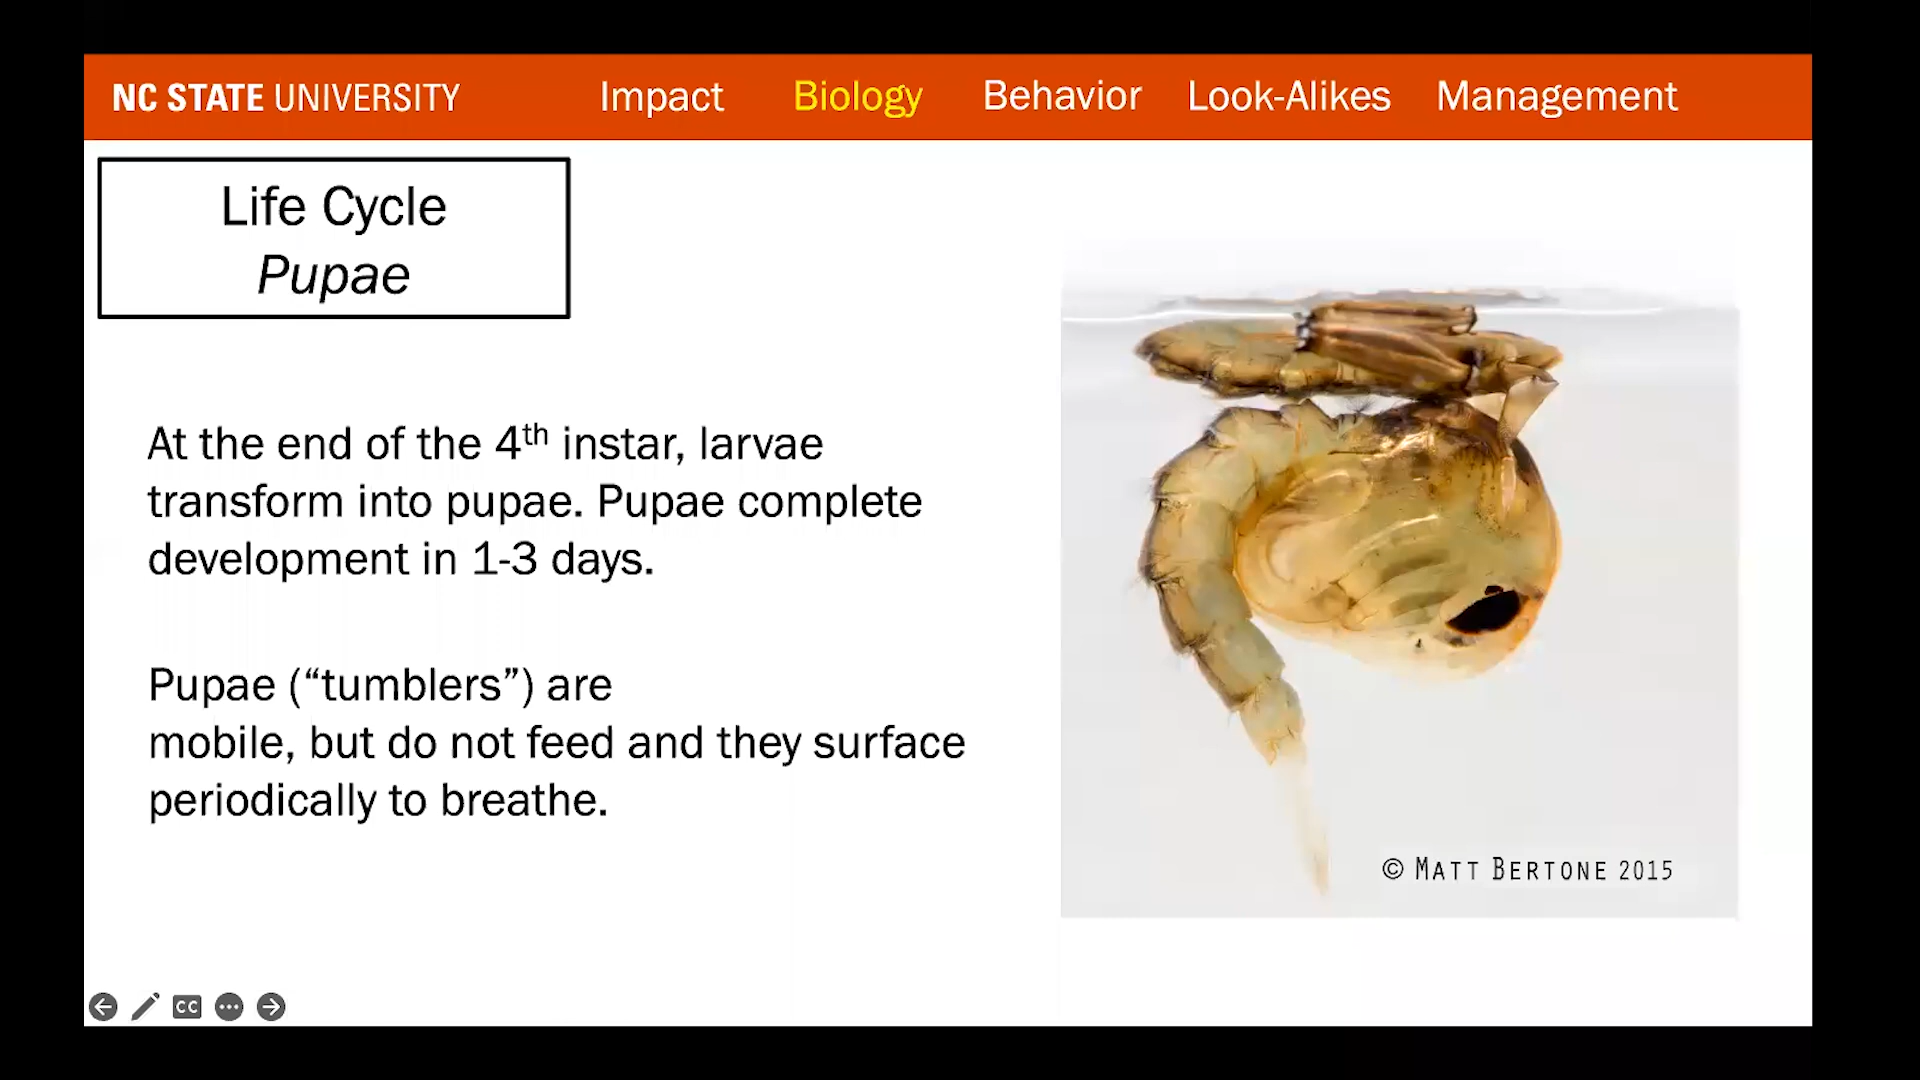 NC STATE UNIVERSITY Impact Biology Behavior Look-Alikes Management
Life Cycle
Pupae
At the end of the 4th instar, larvae
transform into pupae. Pupae complete
development in 1-3 days.
Pupae (“tumblers”) are
mobile, but do not feed and they surface
periodically to breathe.
© MATT BERTONE 2015
CC